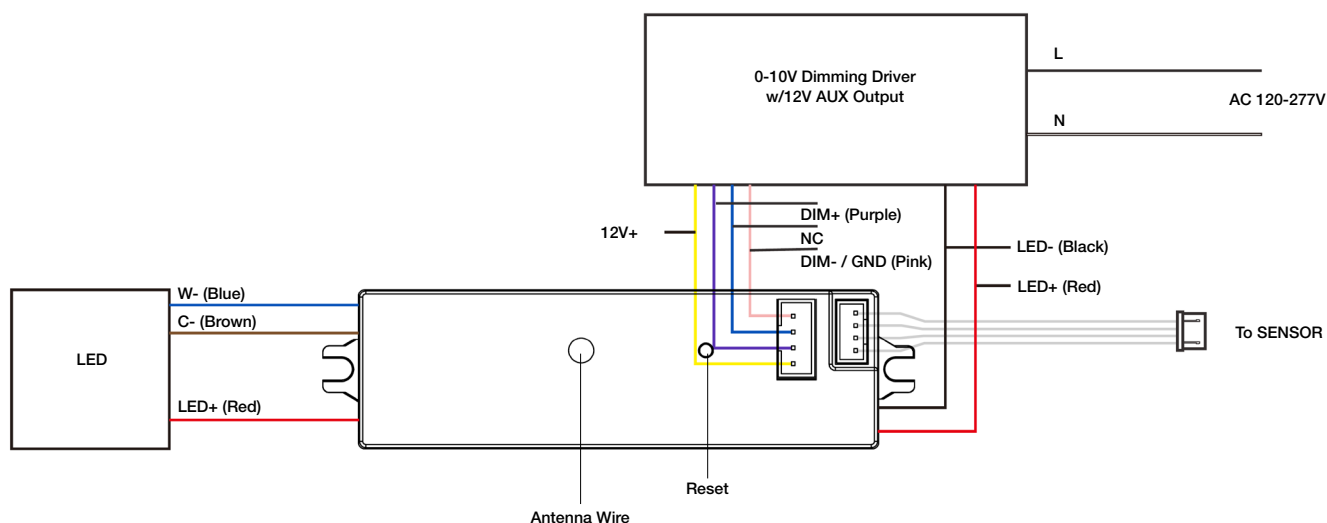 L
0-10V Dimming Driver
w/12V AUX Output
AC 120-277V
N
DIM+ (Purple)
12V+
NC
LED- (Black)
DIM- / GND (Pink)
LED+ (Red)
W- (Blue)
C- (Brown)
To SENSOR
LED
LED+ (Red)
Reset
Antenna Wire